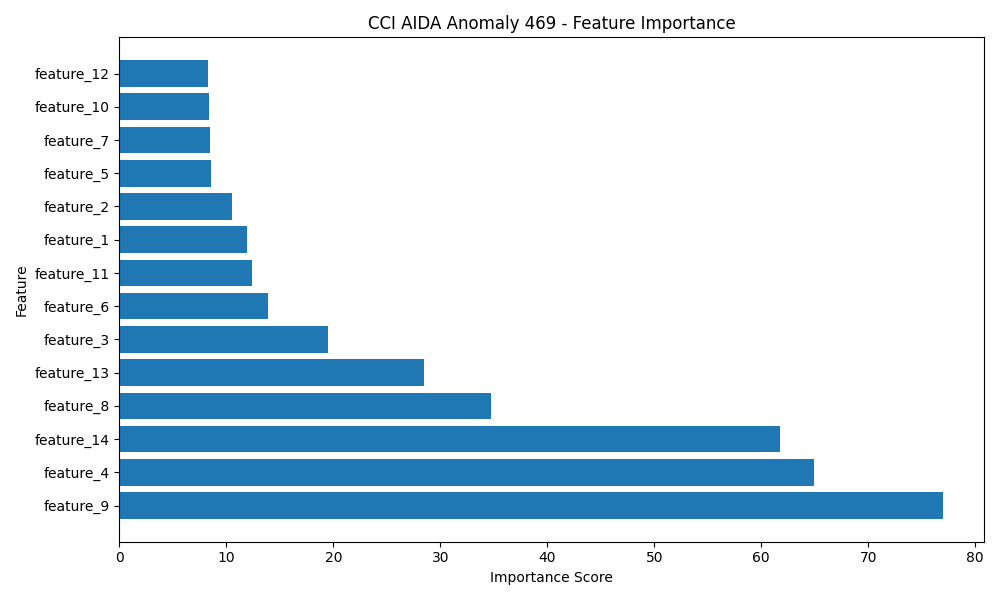 CCI AIDA Anomaly 469 - Feature Importance
feature_12
feature_10
feature_7
feature_5
feature_2
feature_1
feature_11
feature_6
feature_3
feature_13
feature_8
feature_14
feature_4
feature_9
Feature
0 10 20 30 40 50 60 70 80
Importance Score